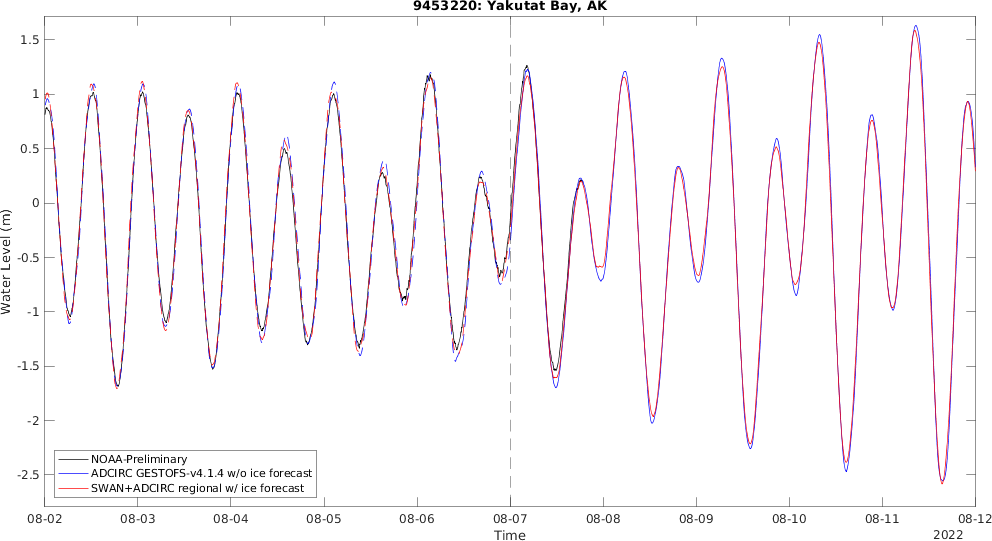 9453220: Yakutat Bay, AK
Water Level (m)
1.5
1
0.5
0
-0.5
-1
-1.5
-2
-2.5
NOAA-Preliminary
ADCIRC GESTOFS-v4.1.4 w/o ice forecast
SWAN+ADCIRC regional w/ ice forecast
08-02 08-03 08-04 08-05 08-06 08-07 08-08 08-09 08-10 08-11 08-12
Time
2022